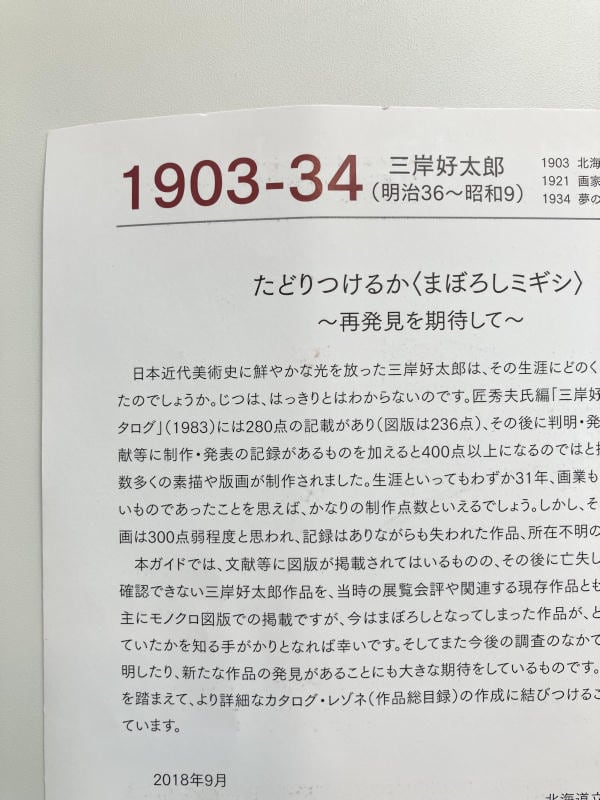 1903-34
三岸好太郎
(明治36〜昭和9)
1903 北海
1921 画家
1934 夢の
たどりつけるか〈まぼろしミギシ〉
〜再発見を期待して〜
日本近代美術史に鮮やかな光を放った三岸好太郎は、その生涯にどのく
たのでしょうか。じつは、はっきりとはわからないのです。匠秀夫氏編「三岸好
タログ」(1983)には280点の記載があり(図版は236点)、その後に判明・発
献等に制作・発表の記録があるものを加えると400点以上になるのではと
数多くの素描や版画が制作されました。生涯といってもわずか31年、画業も
いものであったことを思えば、かなりの制作点数といえるでしょう。しかし、そ
画は300点弱程度と思われ、記録はありながらも失われた作品、所在不明の
本ガイドでは、文献等に図版が掲載されてはいるものの、その後に亡失し
確認できない三岸好太郎作品を、当時の展覧会評や関連する現存作品とも
主にモノクロ図版での掲載ですが、今はまぼろしとなってしまった作品が、ど
ていたかを知る手がかりとなれば幸いです。そしてまた今後の調査のなかで
明したり、新たな作品の発見があることにも大きな期待をしているものです。
を踏まえて、より詳細なカタログ・レゾネ(作品総目録)の作成に結びつけるこ
ています。
2018年9月
北海道立